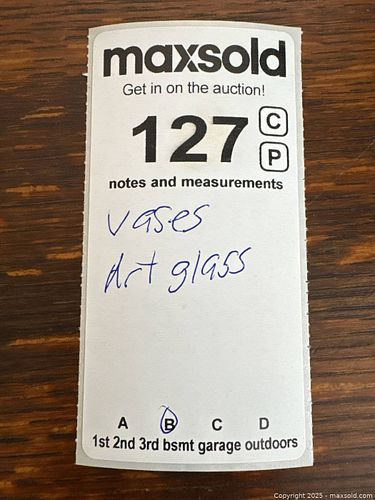 maxsold
Get in on the auction!
127 C
P
notes and measurements
vases
Art glass
A B C D
1st 2nd 3rd bsmt garage outdoors
Copyright 2025 - maxsold.com